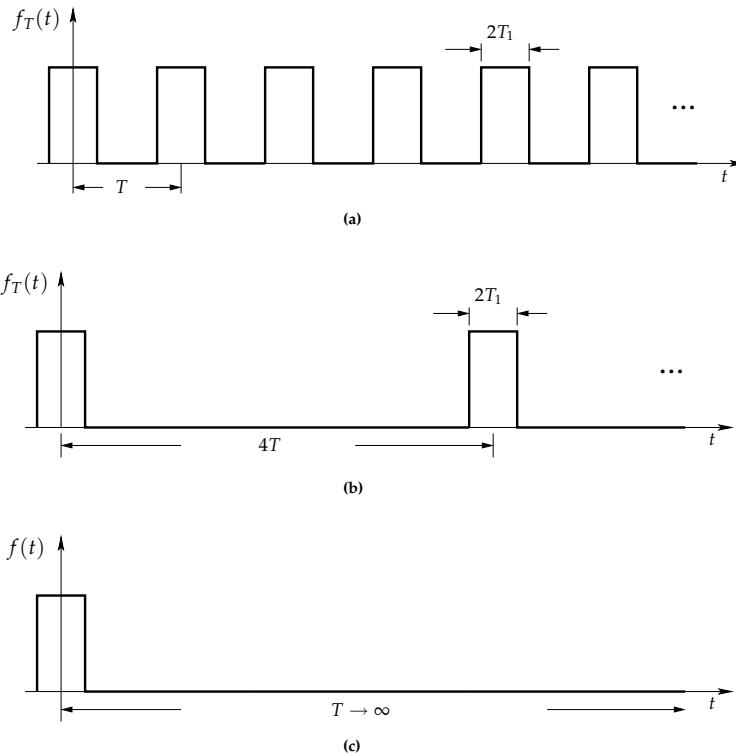 f_T(t)
2T_1
...
t
T
(a)
f_T(t)
2T_1
...
t
4T
(b)
f(t)
t
T → ∞
(c)